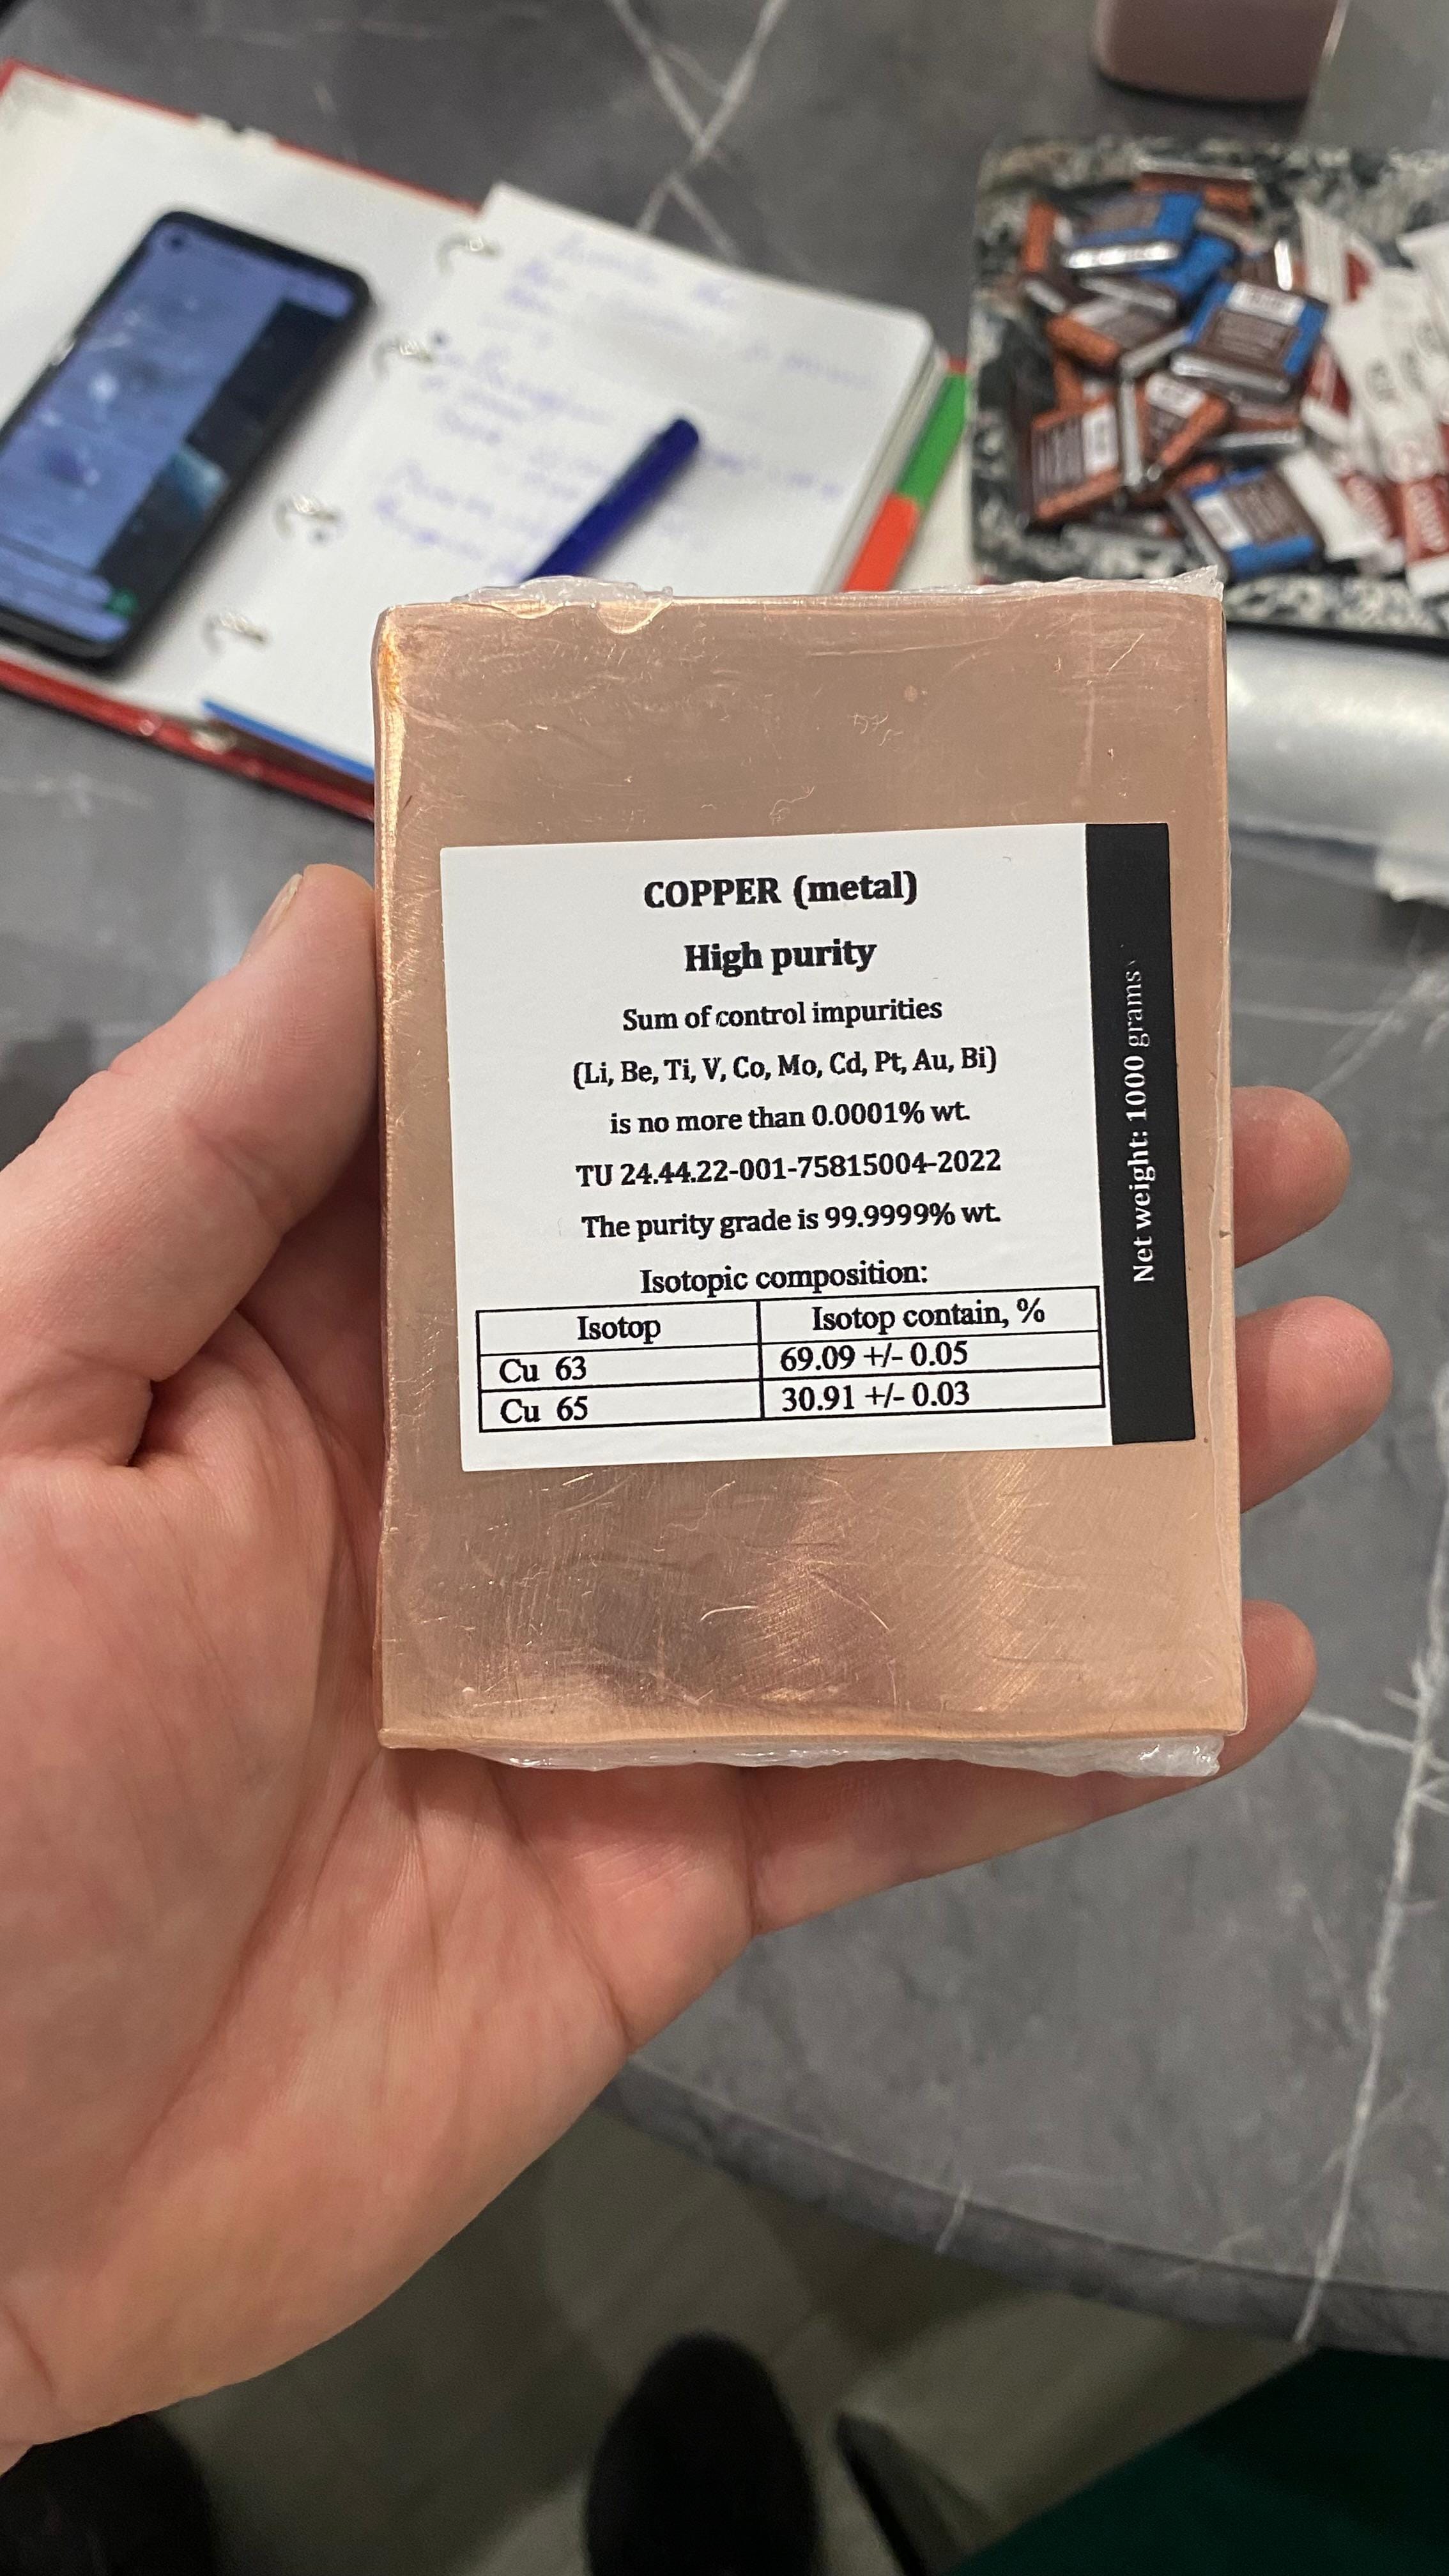 COPPER (metal)
High purity
Sum of control impurities
(Li, Be, Ti, V, Co, Mo, Cd, Pt, Au, Bi)
is no more than 0.0001% wt.
TU 24.44.22-001-75815004-2022
The purity grade is 99.9999% wt.
Isotopic composition:
Isotop Isotop contain, %
Cu 63 69.09 +/- 0.05
Cu 65 30.91 +/- 0.03
Net weight: 1000 grams